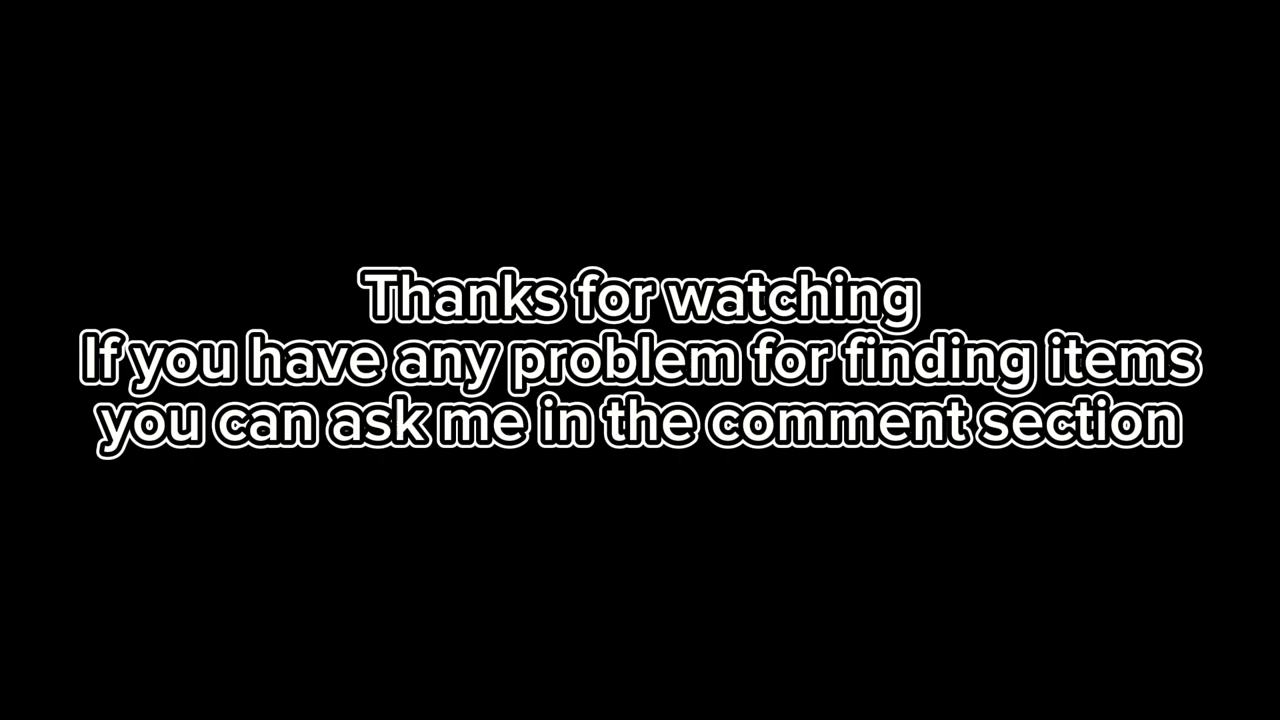 Thanks for watching
If you have any problem for finding items
you can ask me in the comment section